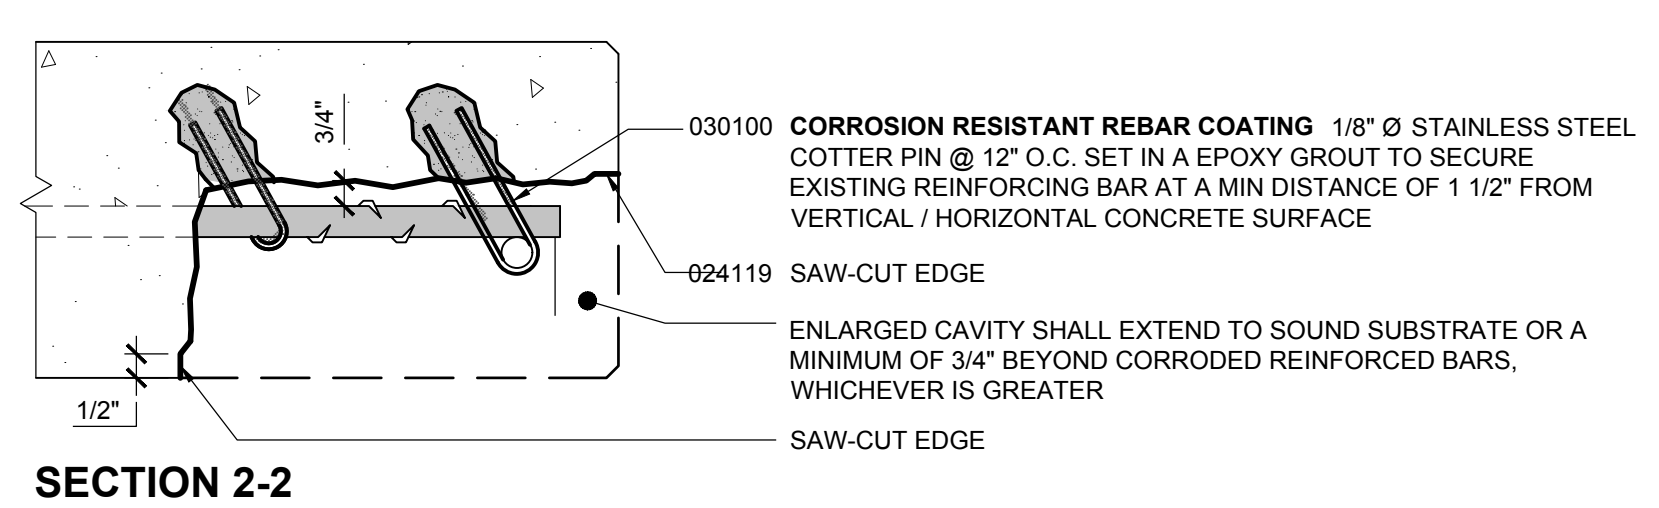 3/4"
030100 CORROSION RESISTANT REBAR COATING 1/8" Ø STAINLESS STEEL
COTTER PIN @ 12" O.C. SET IN A EPOXY GROUT TO SECURE
EXISTING REINFORCING BAR AT A MIN DISTANCE OF 1 1/2" FROM
VERTICAL / HORIZONTAL CONCRETE SURFACE
024119 SAW-CUT EDGE
ENLARGED CAVITY SHALL EXTEND TO SOUND SUBSTRATE OR A
MINIMUM OF 3/4" BEYOND CORRODED REINFORCED BARS,
WHICHEVER IS GREATER
1/2"
SAW-CUT EDGE
SECTION 2-2